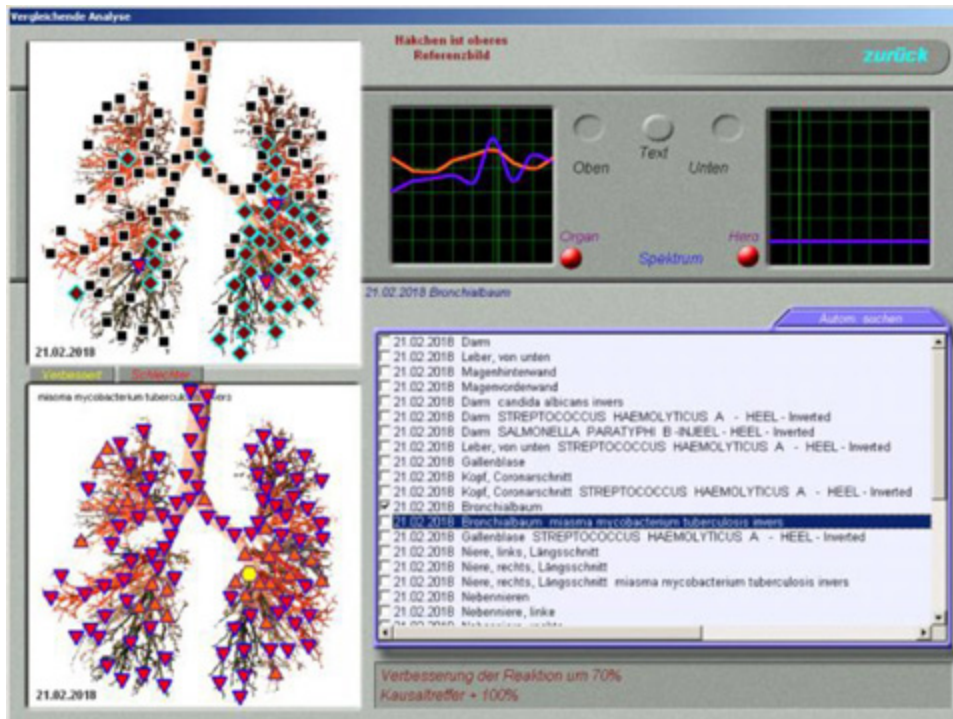 Vergleichende Analyse
Häkchen ist oberes
Referenzbild
zurück
Oben
Text
Unten
Organ
Spektrum
21.02.2018
21.02.2018 Bronchialbaum
Autom. suchen
Verbessert
Schlechter
miasma mycobacterium invers
21.02.2018 Darm
21.02.2018 Leber, von unten
21.02.2018 Magenhinterwand
21.02.2018 Magenvorderwand
21.02.2018 Darm candida albicans invers
21.02.2018 Darm STREPTOCOCCUS HAEMOLYTICUS A - HEEL - Inverted
21.02.2018 Darm SALMONELLA PARATYPHI B -INJEEL - HEEL - Inverted
21.02.2018 Leber, von unten STREPTOCOCCUS HAEMOLYTICUS A - HEEL - Inverted
21.02.2018 Gallenblase
21.02.2018 Kopf, Coronarschnitt
21.02.2018 Kopf, Coronarschnitt STREPTOCOCCUS HAEMOLYTICUS A - HEEL - Inverted
21.02.2018 Bronchialbaum
21.02.2018 Bronchialbaum miasma mycobacterium tuberculosis invers
21.02.2018 Gallenblase STREPTOCOCCUS HAEMOLYTICUS A - HEEL - Inverted
21.02.2018 Niere, links, Längsschnitt
21.02.2018 Niere, rechts, Längsschnitt
21.02.2018 Niere, rechts, Längsschnitt miasma mycobacterium tuberculosis invers
21.02.2018 Nebennieren
21.02.2018 Nebenniere, linke
21.02.2018
Verbesserung der Reaktion um 70%
Kausaltreffer + 100%